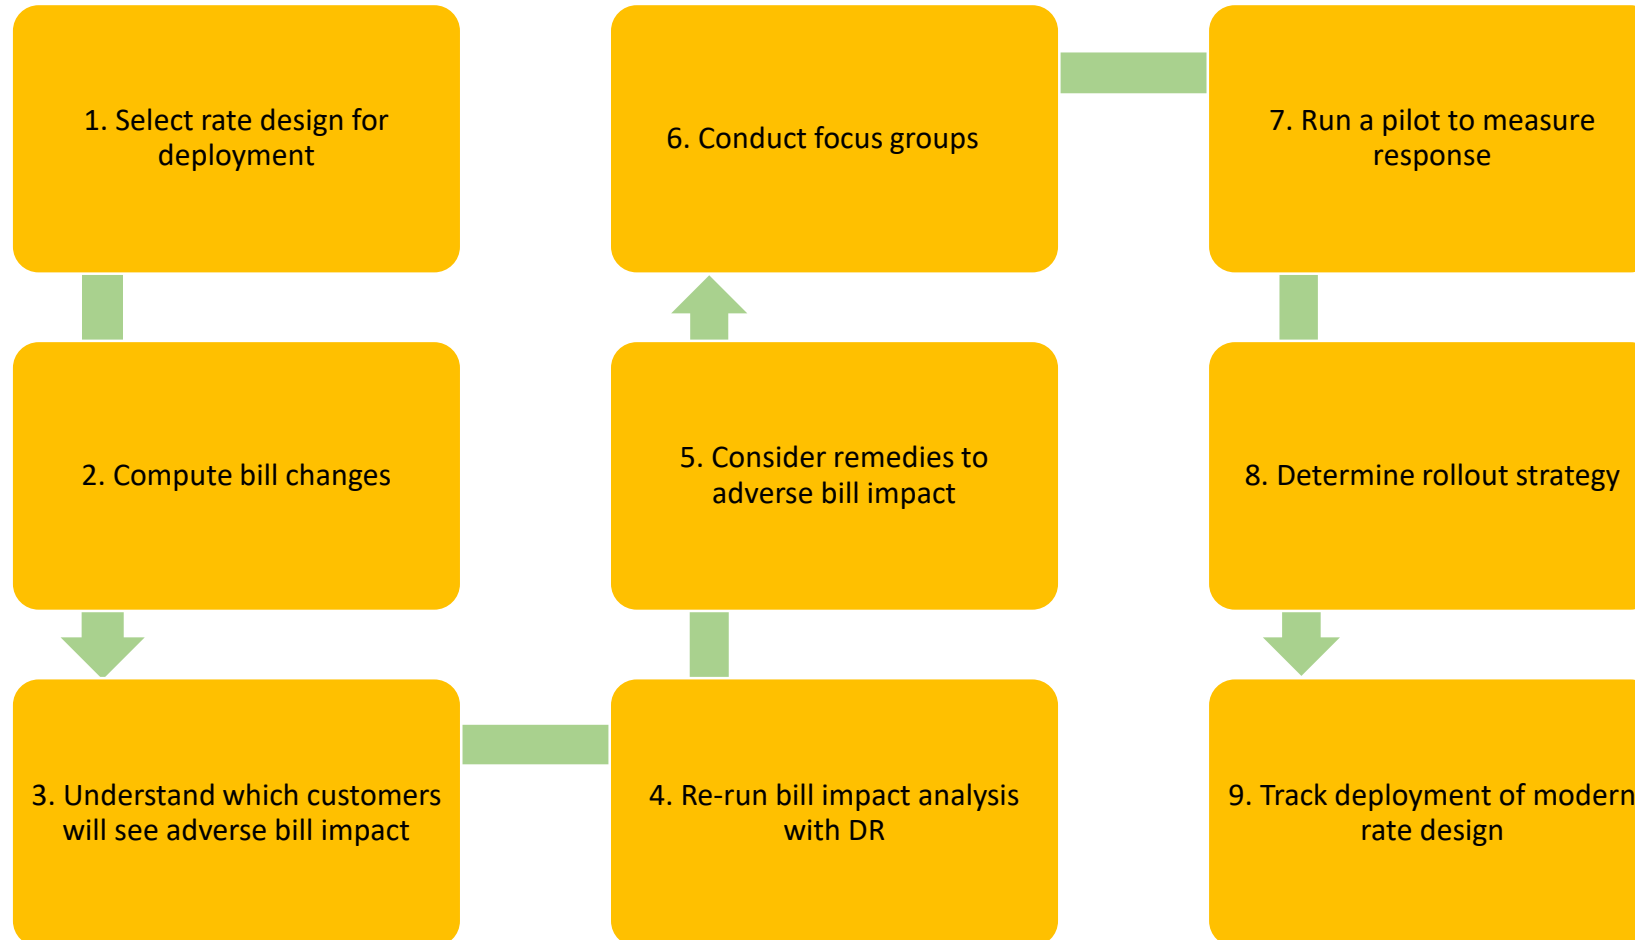 1. Select rate design for
deployment
2. Compute bill changes
3. Understand which customers
will see adverse bill impact
4. Re-run bill impact analysis
with DR
5. Consider remedies to
adverse bill impact
6. Conduct focus groups
7. Run a pilot to measure
response
8. Determine rollout strategy
9. Track deployment of modern
rate design